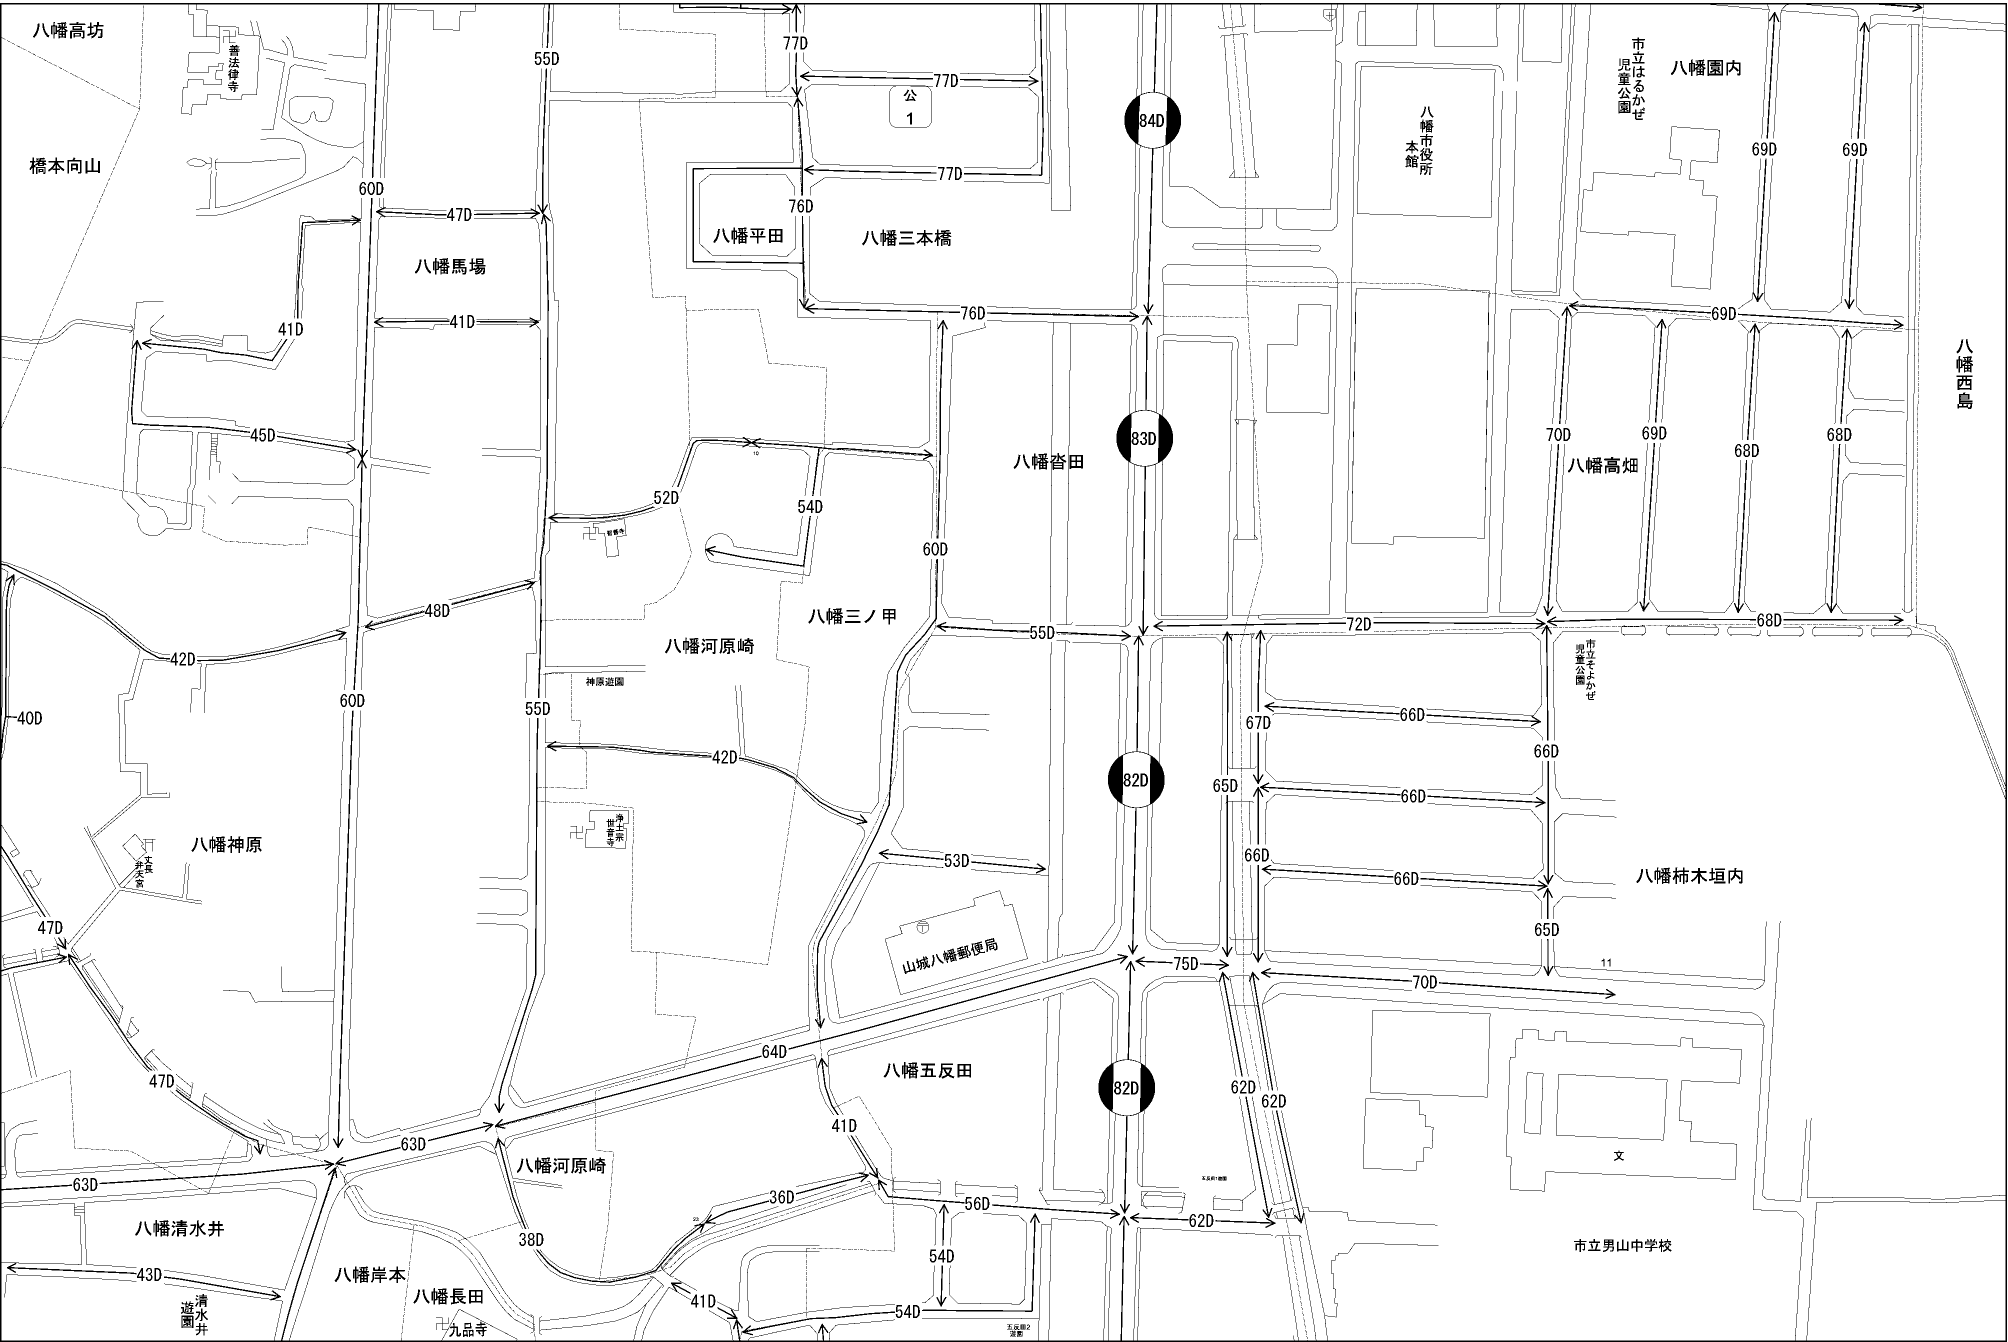 八幡高坊
善法律寺
55D
77D
77D
公
1
84D
八幡市役所
本館
市立はるかぜ
児童公園
八幡園内
橋本向山
60D
47D
77D
76D
八幡平田
八幡三本橋
69D
69D
八幡馬場
41D
41D
76D
69D
八幡西島
45D
52D
10
54D
八幡沓田
83D
70D
八幡高畑
69D
68D
68D
60D
48D
八幡三ノ甲
55D
72D
68D
42D
八幡河原崎
神原遊園
市立そよかぜ
児童公園
40D
60D
55D
42D
67D
66D
66D
82D
65D
66D
八幡神原
丈長
弁天宮
浄土宗
世音寺
53D
66D
66D
八幡柿木垣内
47D
山城八幡郵便局
65D
75D
11
70D
47D
64D
八幡五反田
82D
62D
62D
63D
41D
八幡河原崎
文
63D
36D
23
56D
62D
八幡清水井
38D
54D
市立男山中学校
43D
八幡岸本
清水井
遊園
八幡長田
41D
54D
九品寺
五反田2
遊園